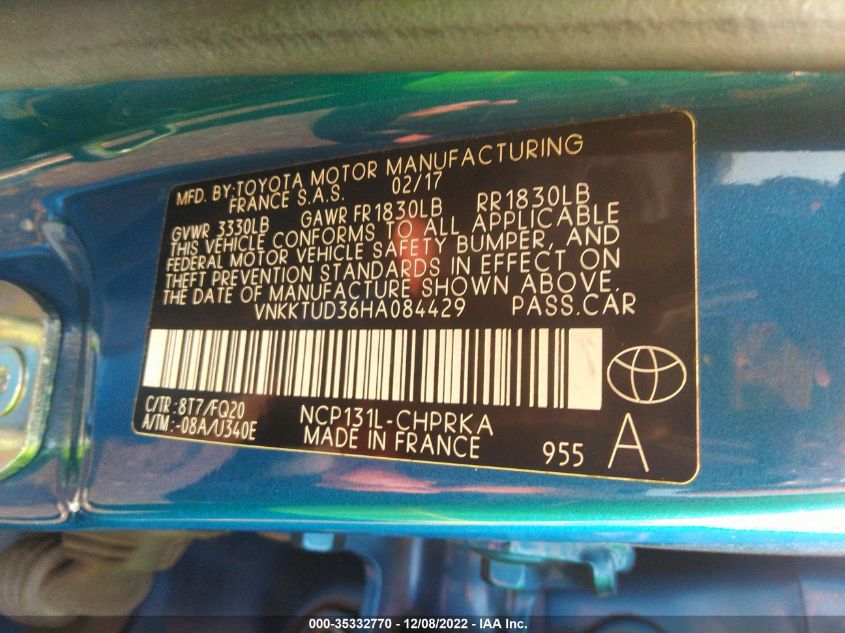 MFD. BY:TOYOTA MOTOR MANUFACTURING
FRANCE S.A.S. 02/17
GVWR 3330LB GAWR FR1830LB RR1830LB
THIS VEHICLE CONFORMS TO ALL APPLICABLE
FEDERAL MOTOR VEHICLE SAFETY BUMPER, AND
THEFT PREVENTION STANDARDS IN EFFECT ON
THE DATE OF MANUFACTURE SHOWN ABOVE.
VNKKTUD36HA084429 PASS.CAR
C/TR:8T7/FQ20 NCP131L-CHPRKA
A/TM:-08A/U340E MADE IN FRANCE 955 A
000-35332770 - 12/08/2022 - IAA Inc.